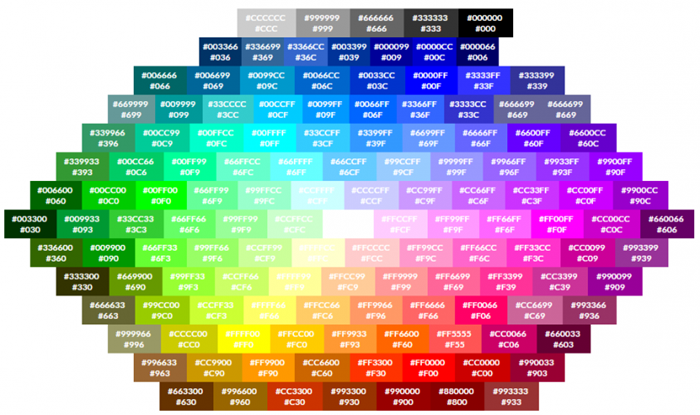 #CCCCCC #999999 #666666 #333333 #000000
#CCC #999 #666 #333 #000
#003366 #336699 #3366CC #003399 #000099 #0000CC #000066
#036 #369 #36C #039 #009 #00C #006
#006666 #006699 #0099CC #0066CC #0033CC #0000FF #3333FF #333399
#066 #069 #09C #06C #03C #00F #33F #339
#669999 #009999 #33CCCC #00CCFF #0099FF #0066FF #3366FF #3333CC #666699 #666699
#699 #099 #3CC #0CF #09F #06F #36F #33C #669 #669
#339966 #00CC99 #00FFCC #00FFFF #33CCFF #3399FF #6699FF #6666FF #6600FF #6600CC
#396 #0C9 #0FC #0FF #3CF #39F #69F #66F #60F #60C
#339933 #00CC66 #00FF99 #66FFCC #66FFFF #66CCFF #99CCFF #9999FF #9966FF #9933FF #9900FF
#393 #0C6 #0F9 #6FC #6FF #6CF #9CF #99F #96F #93F #90F
#006600 #00CC00 #00FF00 #66FF99 #99FFCC #CCCCFF #CC99FF #CC66FF #CC33FF #CC00FF #9900CC
#060 #0C0 #0F0 #6F9 #9FC #CCF #C9F #C6F #C3F #C0F #90C
#003300 #009933 #33CC33 #66FF66 #99FF99 #CCFFCC #FFCCFF #FF99FF #FF66FF #FF00FF #CC00CC #660066
#030 #093 #3C3 #6F6 #9F9 #CFC #FCF #F9F #F6F #F0F #C0C #606
#336600 #009900 #66FF33 #99FF66 #CCFF99 #FFCCCC #FF99CC #FF66CC #FF33CC #CC0099 #993399
#360 #090 #6F3 #9F6 #CF9 #FCC #F9C #F6C #F3C #C09 #939
#333300 #669900 #99FF33 #CCFF66 #FFFF99 #FFCC99 #FF9999 #FF6699 #FF3399 #CC3399 #990099
#330 #690 #9F3 #CF6 #FF9 #FC9 #F99 #F69 #F39 #C39 #909
#666633 #99CC00 #CCFF33 #FFFF66 #FFCC66 #FF9966 #FF6666 #FF0066 #CC6699 #993366
#663 #9C0 #CF3 #FF6 #FC6 #F96 #F66 #F06 #C69 #936
#999966 #CCCC00 #FFFF00 #FFCC00 #FF9933 #FF6600 #FF5555 #CC0066 #660033
#996 #CC0 #FF0 #FC0 #F93 #F60 #F55 #C06 #603
#996633 #CC9900 #FF9900 #CC6600 #FF3300 #FF0000 #CC0000 #990033
#963 #C90 #F90 #C60 #F30 #F00 #C00 #903
#663300 #996600 #CC3300 #993300 #990000 #880000 #993333
#630 #960 #C30 #930 #900 #800 #933